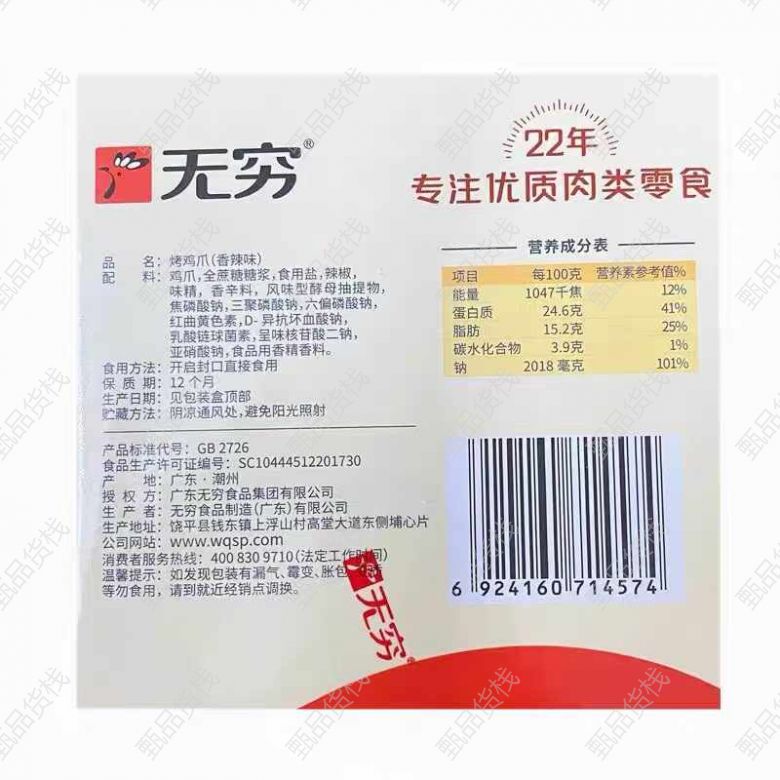 无穷®
22年
专注优质肉类零食
品 名：烤鸡爪（香辣味）
配 料：鸡爪，全蔗糖糖浆，食用盐，辣椒，
味精，香辛料，风味型酵母抽提物，
焦磷酸钠，三聚磷酸钠，六偏磷酸钠，
红曲黄色素，D-异抗坏血酸钠，
乳酸链球菌素，呈味核苷酸二钠，
亚硝酸钠，食品用香精香料。
食用方法：开启封口直接食用
保 质 期：12个月
生产日期：见包装盒顶部
贮藏方法：阴凉通风处，避免阳光照射
产品标准代号：GB 2726
食品生产许可证编号：SC10444512201730
产 地：广东·潮州
授 权 方：广东无穷食品集团有限公司
生 产 者：无穷食品制造（广东）有限公司
生产地址：饶平县钱东镇上浮山村高堂大道东侧埔心片
公司网站：www.wqsp.com
消费者服务热线：400 830 9710（法定工作时间）
温馨提示：如发现包装有漏气、霉变、胀包
等勿食用，请到就近经销点调换。
营养成分表
项目 每100克 营养素参考值%
能量 1047千焦 12%
蛋白质 24.6克 41%
脂肪 15.2克 25%
碳水化合物 3.9克 1%
钠 2018 毫克 101%
6 924160 714574
无穷®
甄品货栈